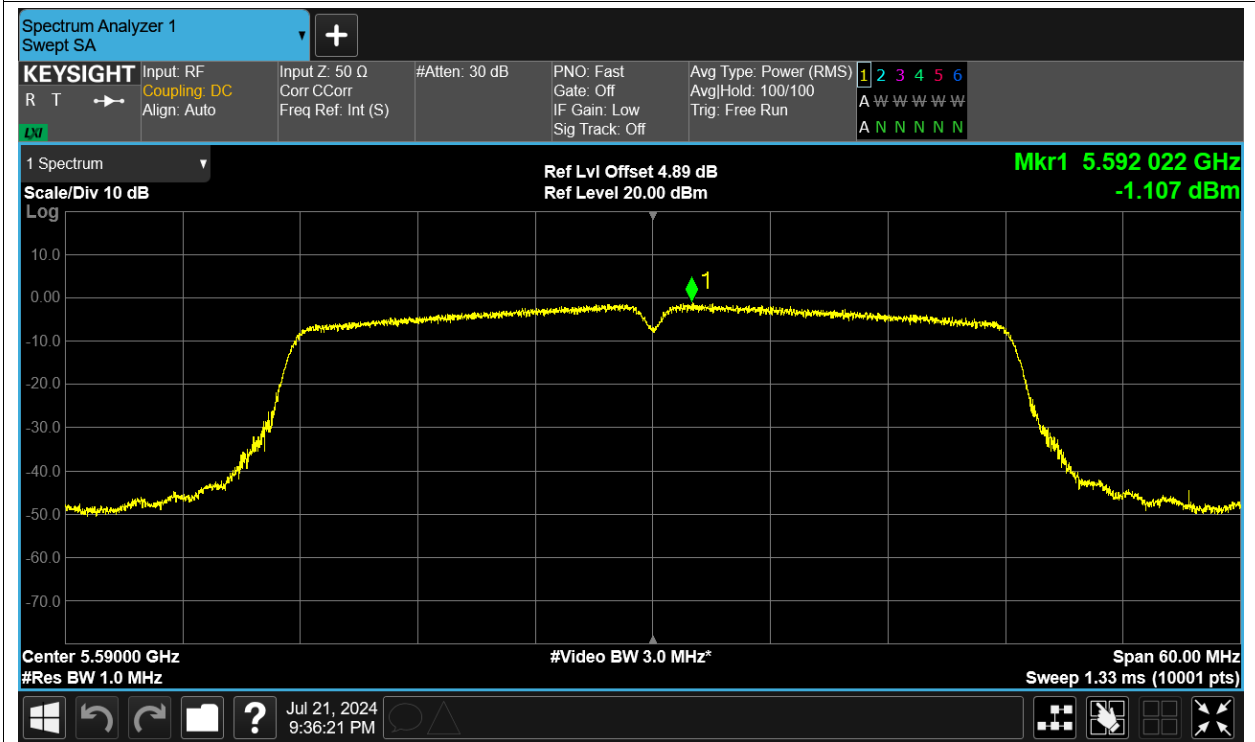 Spectrum Analyzer 1
Swept SA
+
KEYSIGHT
R T
LXI
Input: RF
Coupling: DC
Align: Auto
Input Z: 50 Ω
Corr CCorr
Freq Ref: Int (S)
#Atten: 30 dB
PNO: Fast
Gate: Off
IF Gain: Low
Sig Track: Off
Avg Type: Power (RMS)
Avg|Hold: 100/100
Trig: Free Run
1 2 3 4 5 6
A W W W W W
A N N N N N
1 Spectrum
Scale/Div 10 dB
Ref Lvl Offset 4.89 dB
Ref Level 20.00 dBm
Mkr1 5.592 022 GHz
-1.107 dBm
Log
10.0
0.00
-10.0
-20.0
-30.0
-40.0
-50.0
-60.0
-70.0
1
Center 5.59000 GHz
#Res BW 1.0 MHz
#Video BW 3.0 MHz*
Span 60.00 MHz
Sweep 1.33 ms (10001 pts)
?
Jul 21, 2024
9:36:21 PM